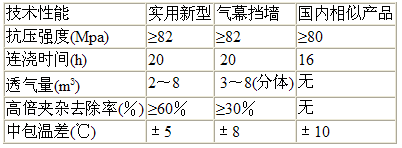 技术性能 实用新型 气幕挡墙 国内相似产品
抗压强度(Mpa) ≥82 ≥82 ≥80
连浇时间(h) 20 20 16
透气量(m³) 2～8 3～8(分体) 无
高倍夹杂去除率(%) ≥60% ≥30% 无
中包温差(℃) ±5 ±8 ±10